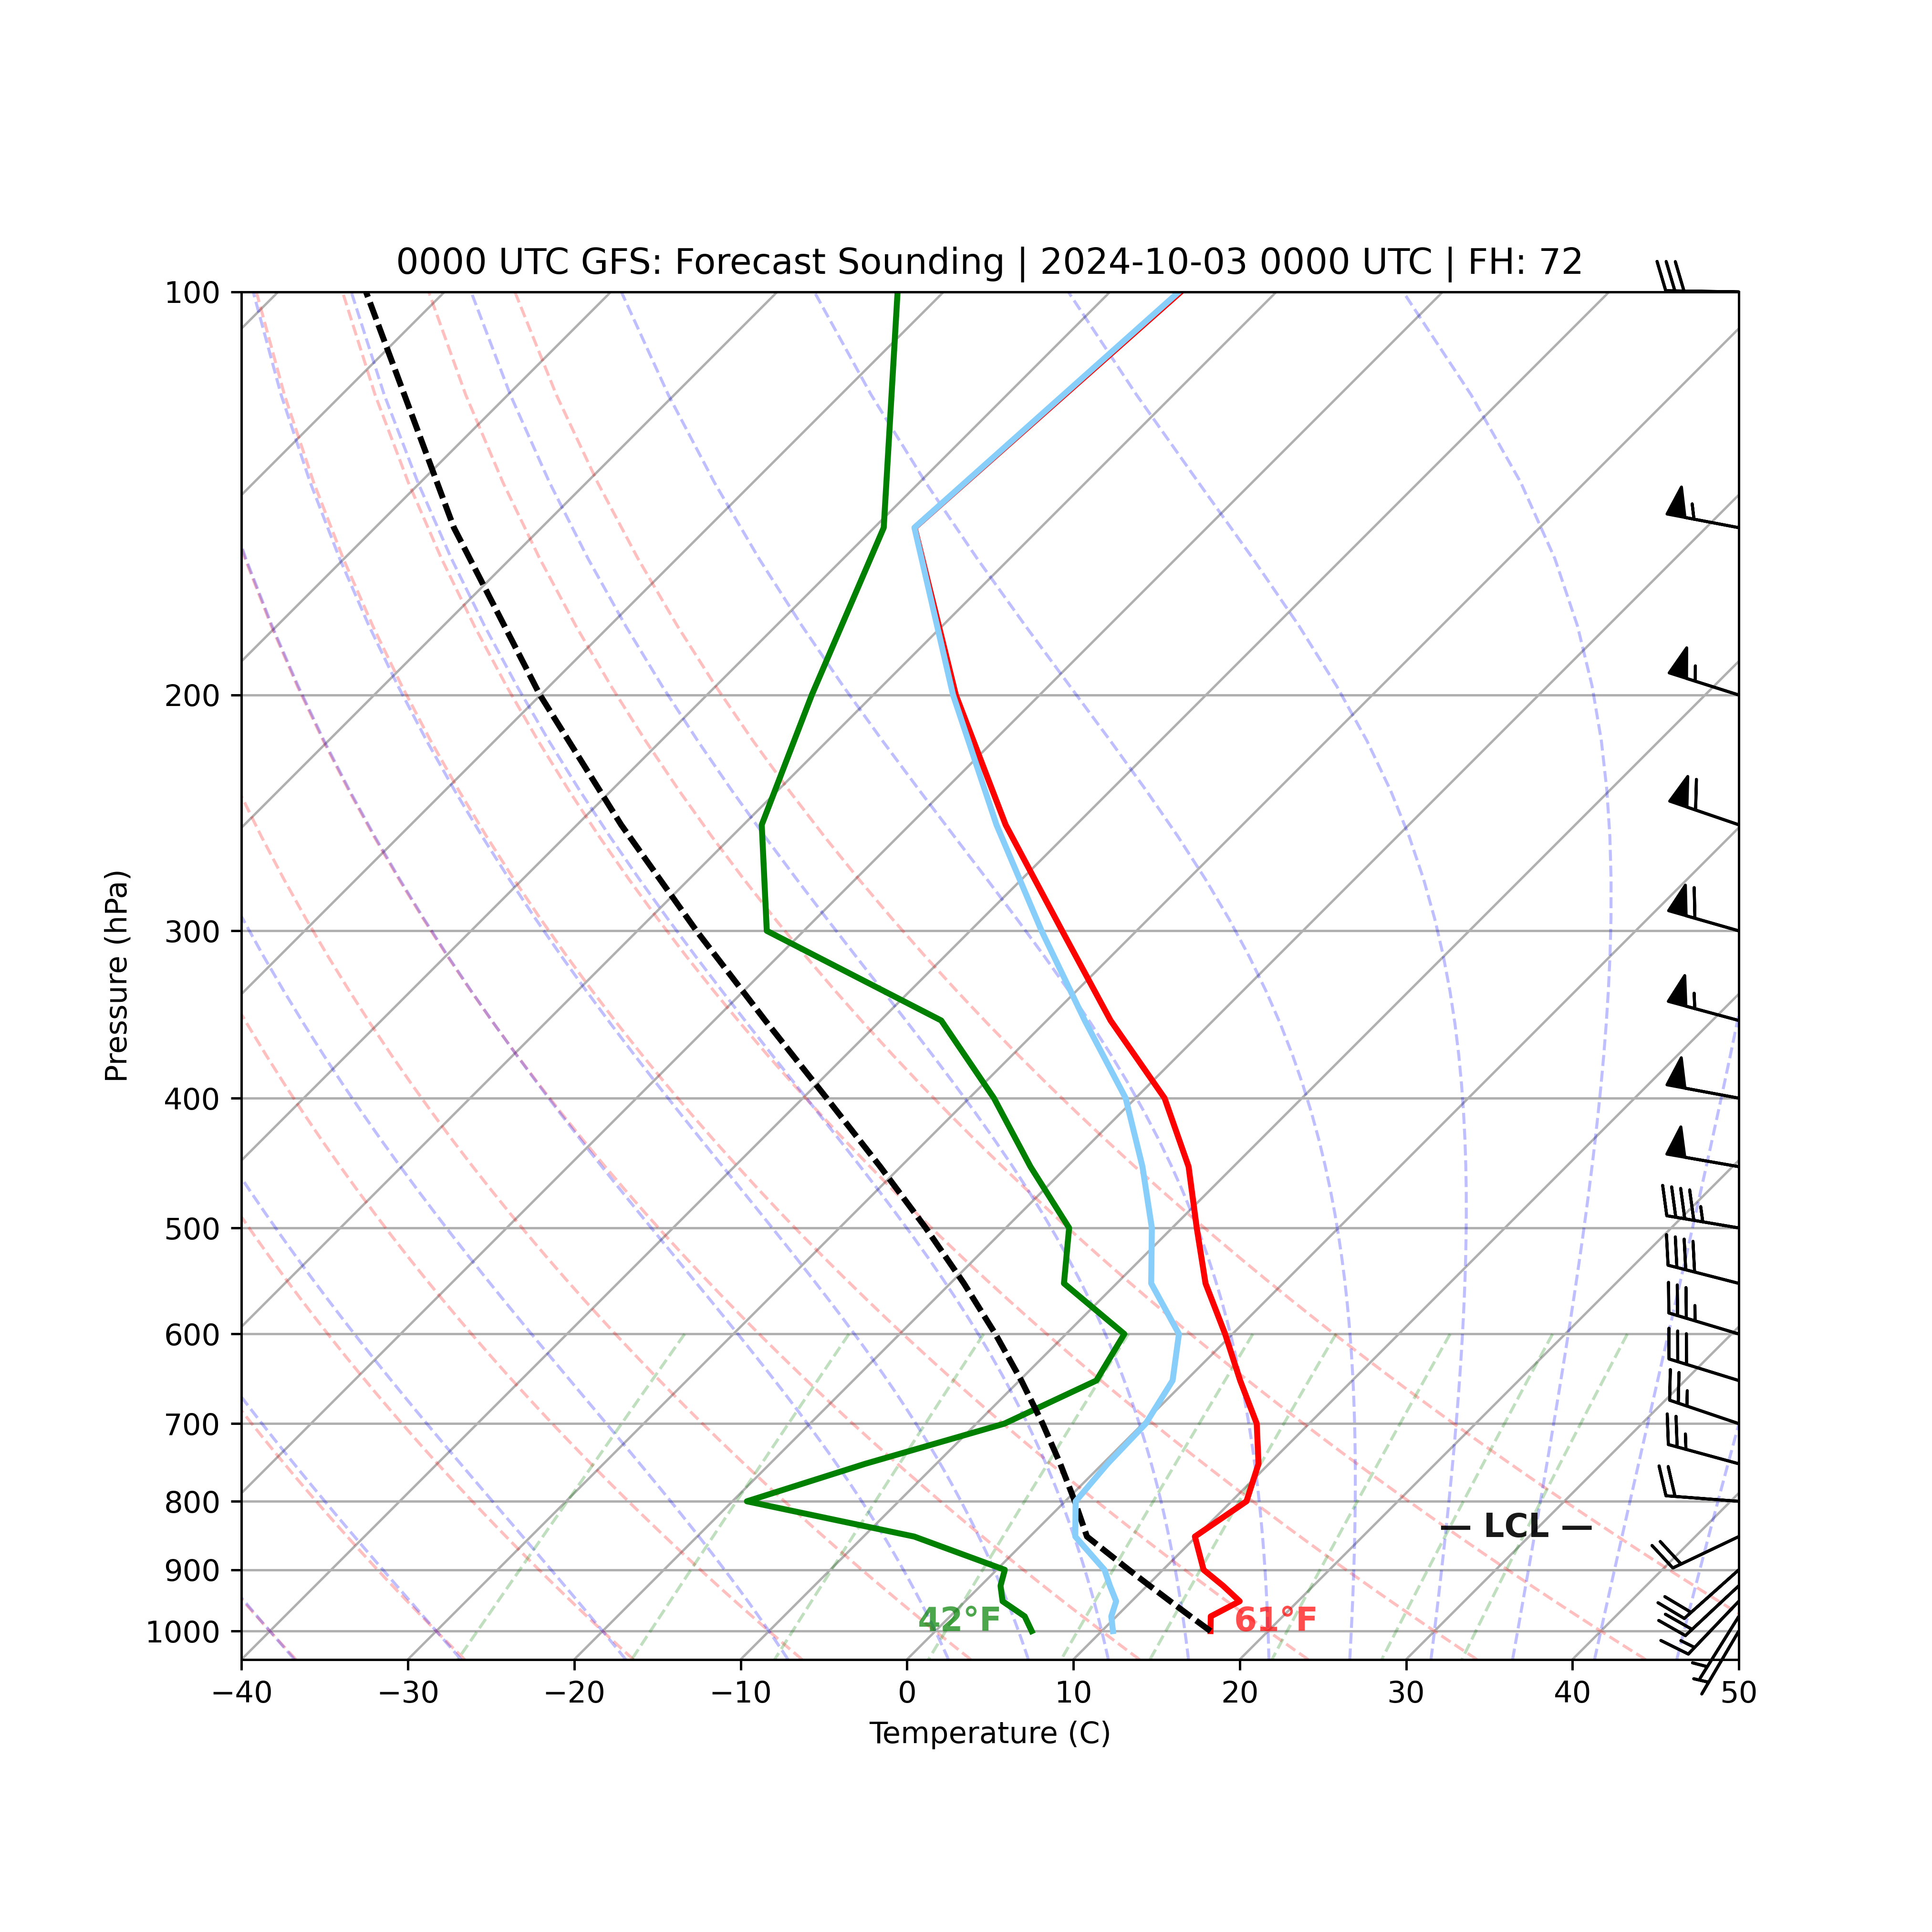 0000 UTC GFS: Forecast Sounding | 2024-10-03 0000 UTC | FH: 72
100
200
300
400
500
600
700
800
900
1000
Pressure (hPa)
— LCL —
42°F
61°F
−40 −30 −20 −10 0 10 20 30 40 50
Temperature (C)